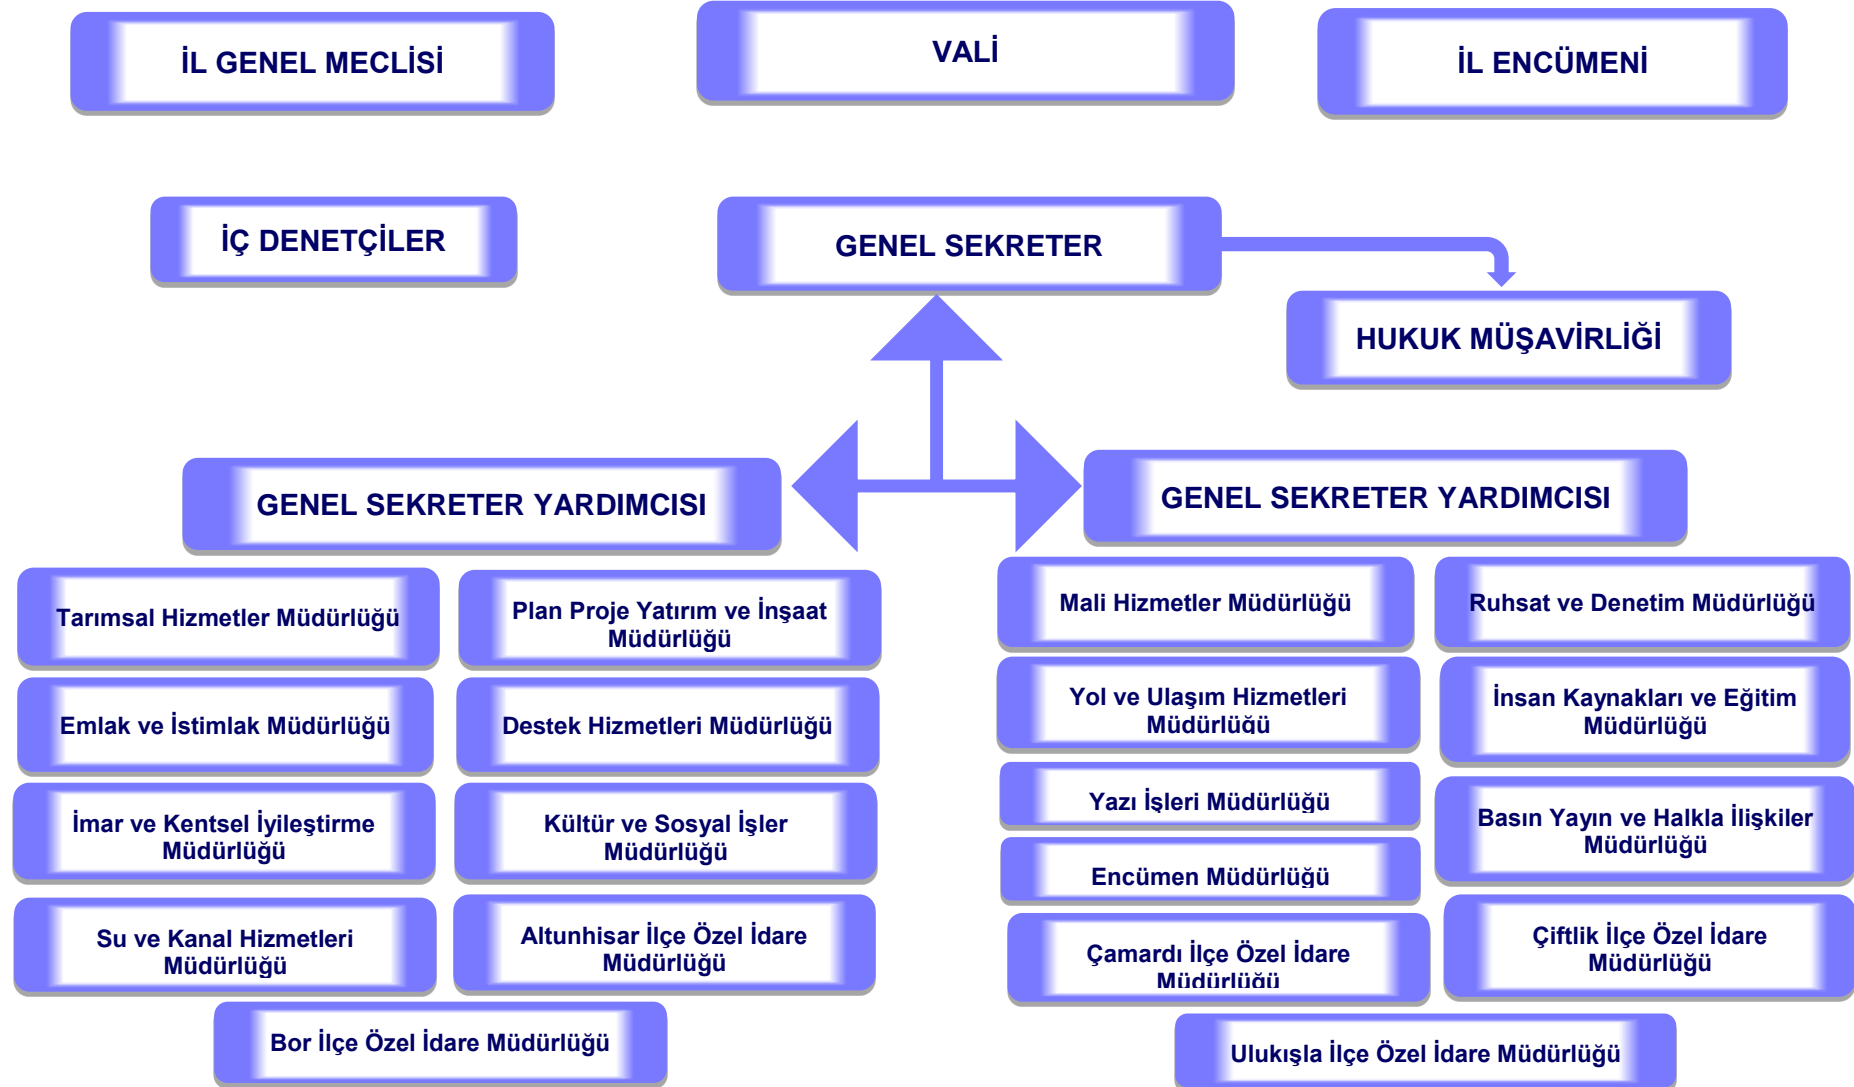 İL GENEL MECLİSİ
VALİ
İL ENCÜMENİ
İÇ DENETÇİLER
GENEL SEKRETER
HUKUK MÜŞAVİRLİĞİ
GENEL SEKRETER YARDIMCISI
GENEL SEKRETER YARDIMCISI
Tarımsal Hizmetler Müdürlüğü
Plan Proje Yatırım ve İnşaat
Müdürlüğü
Emlak ve İstimlak Müdürlüğü
Destek Hizmetleri Müdürlüğü
İmar ve Kentsel İyileştirme
Müdürlüğü
Kültür ve Sosyal İşler
Müdürlüğü
Su ve Kanal Hizmetleri
Müdürlüğü
Altunhisar İlçe Özel İdare
Müdürlüğü
Bor İlçe Özel İdare Müdürlüğü
Mali Hizmetler Müdürlüğü
Ruhsat ve Denetim Müdürlüğü
Yol ve Ulaşım Hizmetleri
Müdürlüğü
İnsan Kaynakları ve Eğitim
Müdürlüğü
Yazı İşleri Müdürlüğü
Basın Yayın ve Halkla İlişkiler
Müdürlüğü
Encümen Müdürlüğü
Çamardı İlçe Özel İdare
Müdürlüğü
Çiftlik İlçe Özel İdare
Müdürlüğü
Ulukışla İlçe Özel İdare Müdürlüğü